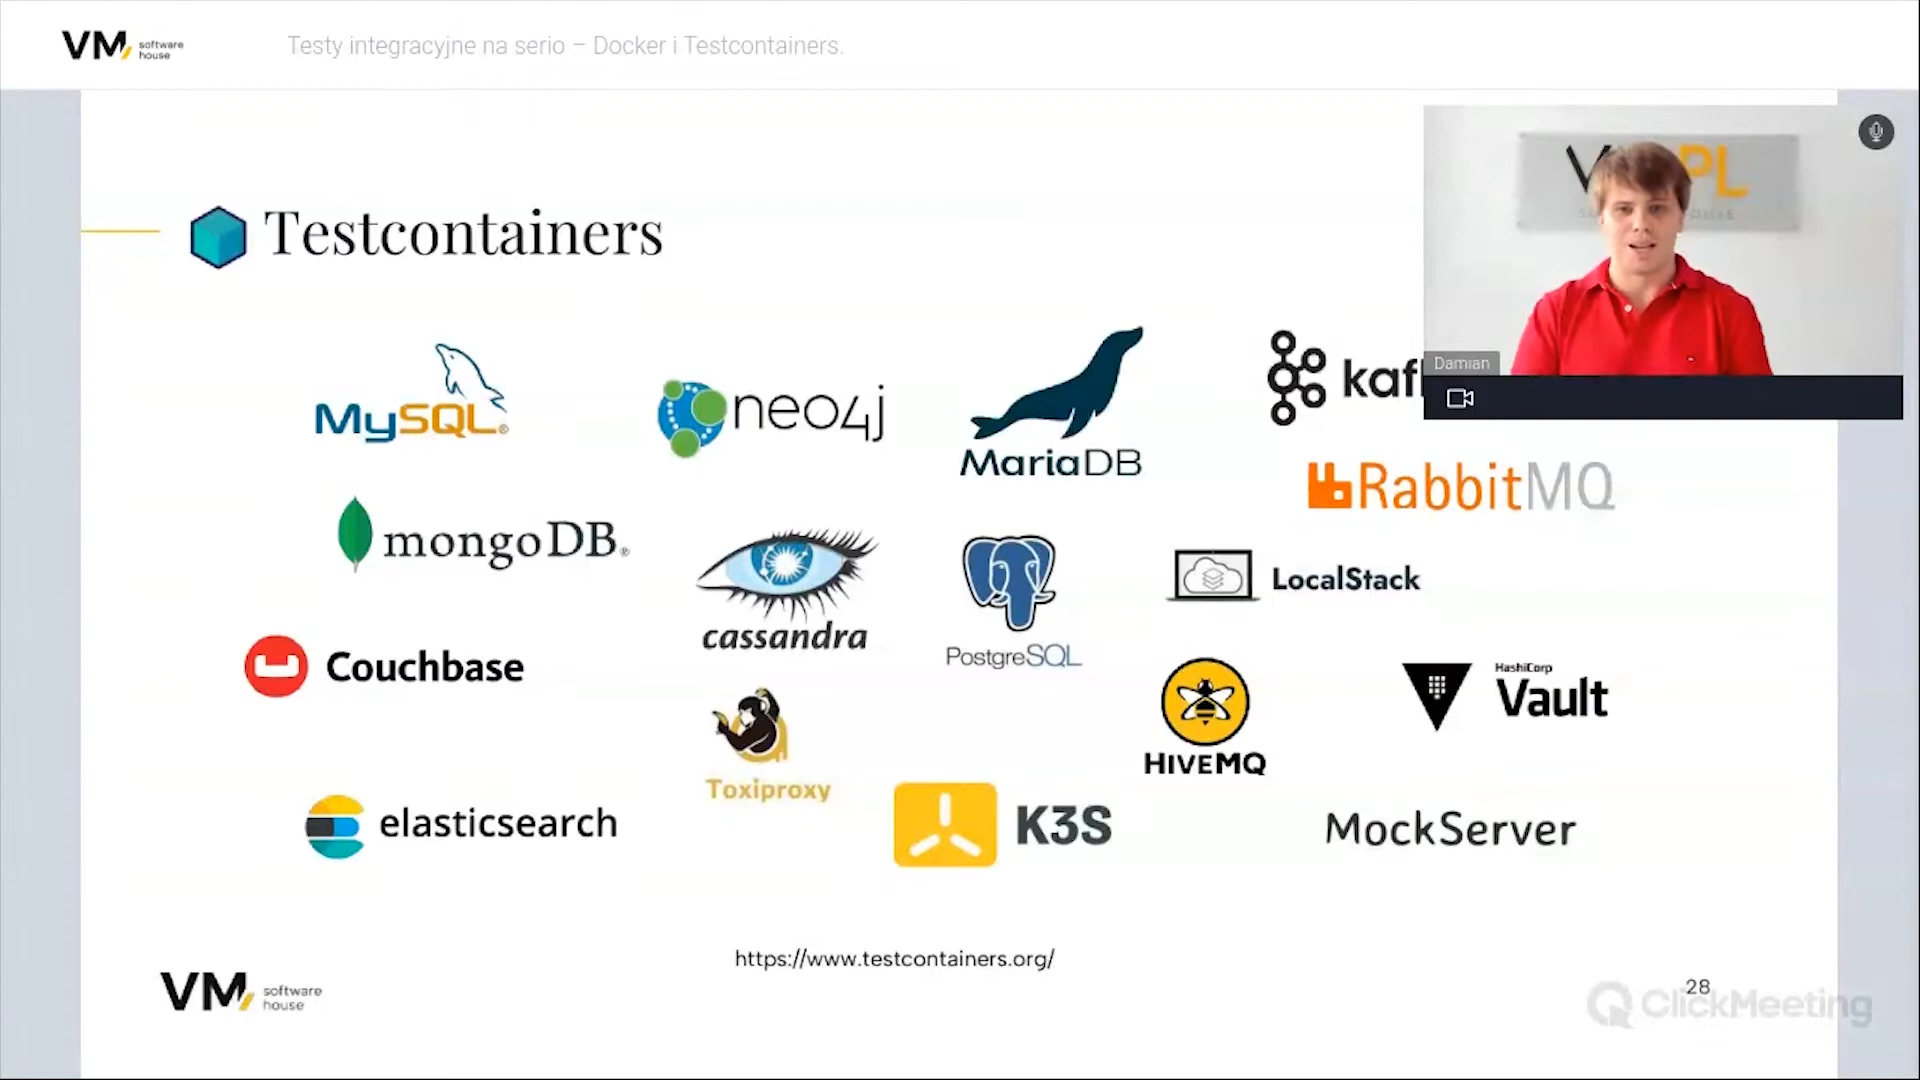 VM software house
Testy integracyjne na serio – Docker i Testcontainers.
Testcontainers
Damian
MySQL®
neo4j
MariaDB
kaf
RabbitMQ
mongoDB®
cassandra
PostgreSQL
LocalStack
Couchbase
Toxiproxy
HIVEMQ
HashiCorp
Vault
elasticsearch
K3S
MockServer
https://www.testcontainers.org/
VM software house
28
ClickMeeting